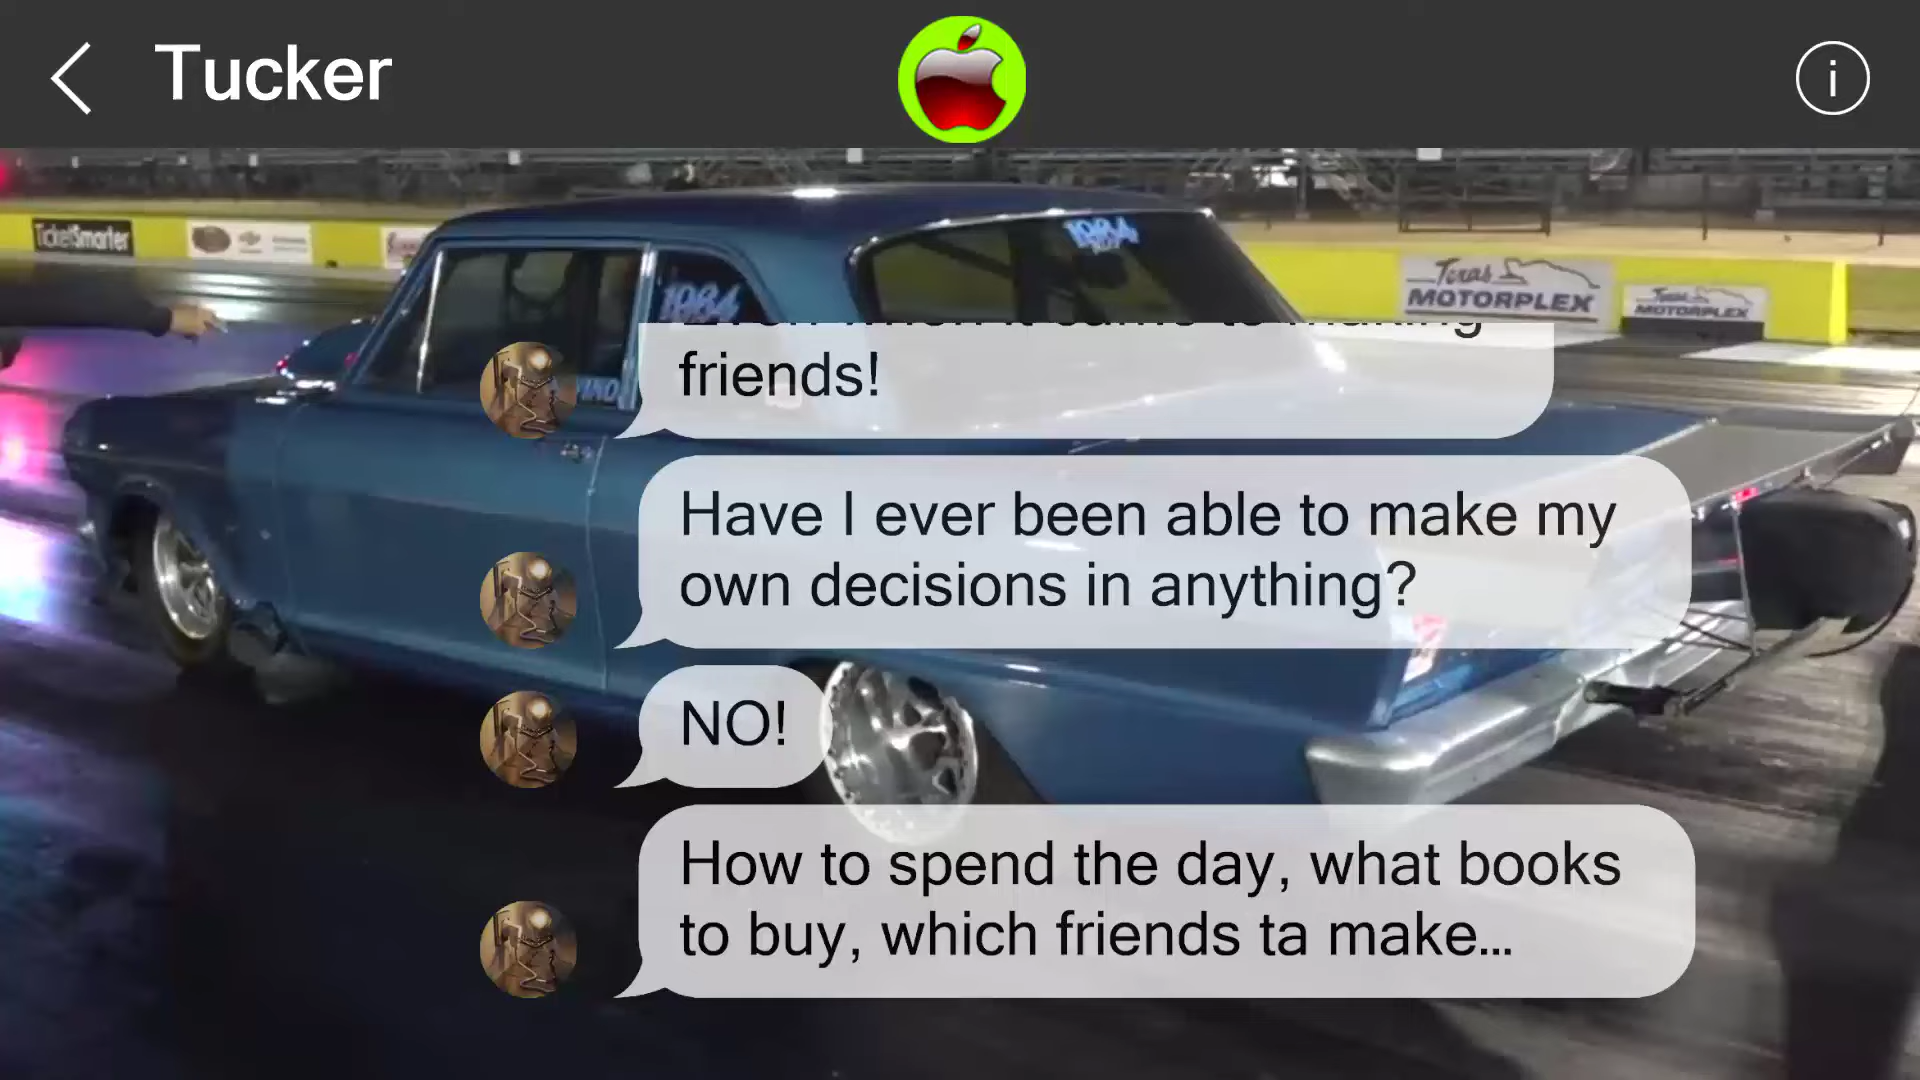 Tucker
i
TicketSmarter
1984
1984
Texas
MOTORPLEX
Texas
MOTORPLEX
friends!
Have I ever been able to make my
own decisions in anything?
NO!
How to spend the day, what books
to buy, which friends ta make...